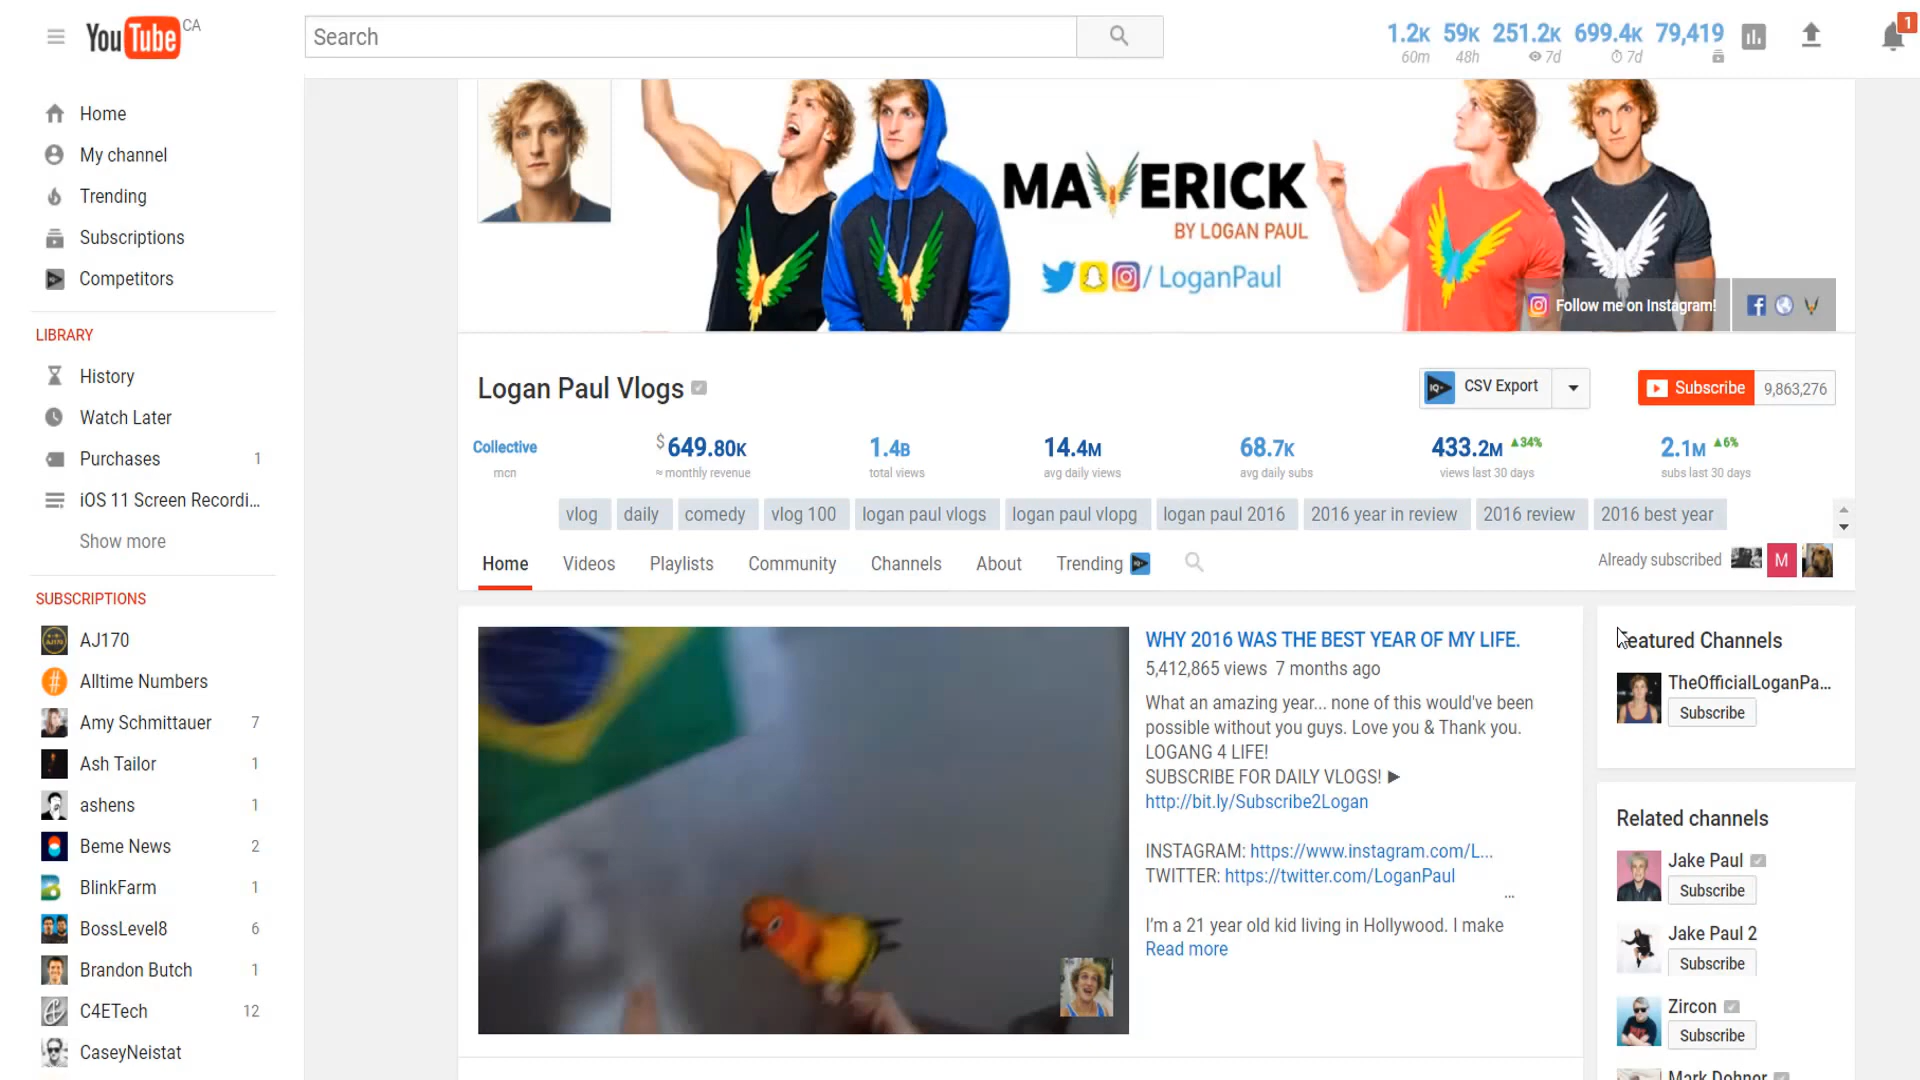 YouTube CA
Search
1.2K 59K 251.2K 699.4K 79,419
60m 48h 7d 7d
1
Home
My channel
Trending
Subscriptions
Competitors
LIBRARY
History
Watch Later
Purchases 1
iOS 11 Screen Recordi...
Show more
SUBSCRIPTIONS
AJ170
Alltime Numbers
Amy Schmittauer 7
Ash Tailor 1
ashens 1
Beme News 2
BlinkFarm 1
BossLevel8 6
Brandon Butch 1
C4ETech 12
CaseyNeistat
MAVERICK
BY LOGAN PAUL
/ LoganPaul
Follow me on Instagram!
Logan Paul Vlogs
IQ CSV Export
Subscribe 9,863,276
Collective $649.80K 1.4B 14.4M 68.7K 433.2M ▲34% 2.1M ▲6%
mcn ≈ monthly revenue total views avg daily views avg daily subs views last 30 days subs last 30 days
vlog daily comedy vlog 100 logan paul vlogs logan paul vlopg logan paul 2016 2016 year in review 2016 review 2016 best year
Home Videos Playlists Community Channels About Trending
Already subscribed M
WHY 2016 WAS THE BEST YEAR OF MY LIFE.
5,412,865 views 7 months ago
What an amazing year... none of this would've been
possible without you guys. Love you & Thank you.
LOGANG 4 LIFE!
SUBSCRIBE FOR DAILY VLOGS! ►
http://bit.ly/Subscribe2Logan
INSTAGRAM: https://www.instagram.com/L...
TWITTER: https://twitter.com/LoganPaul
...
I'm a 21 year old kid living in Hollywood. I make
Read more
Featured Channels
TheOfficialLoganPa...
Subscribe
Related channels
Jake Paul
Subscribe
Jake Paul 2
Subscribe
Zircon
Subscribe
Mark Dohner